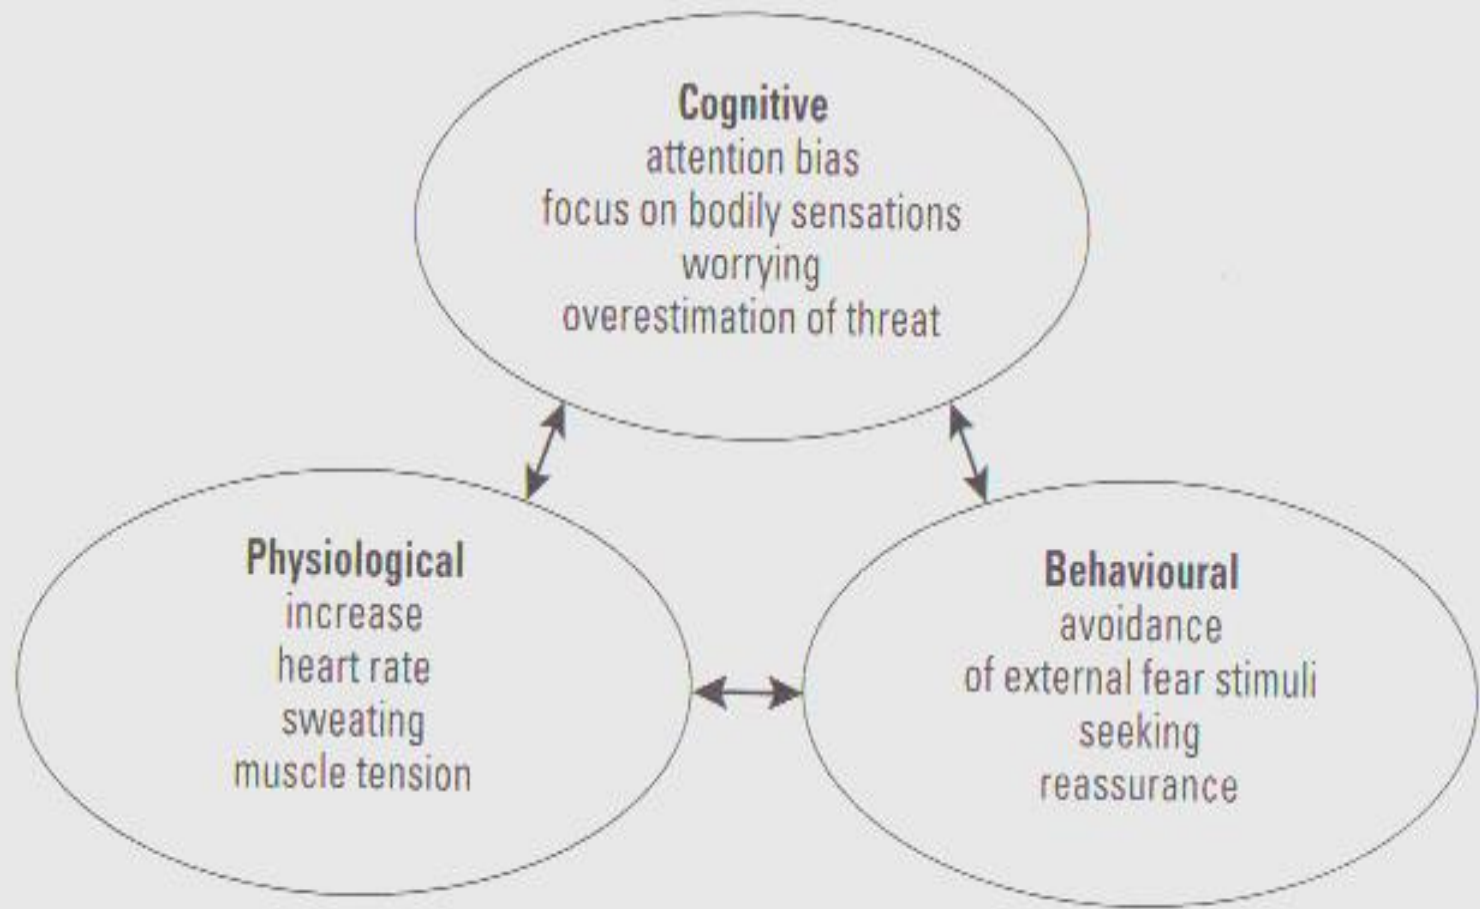 Cognitive
attention bias
focus on bodily sensations
worrying
overestimation of threat
Physiological
increase
heart rate
sweating
muscle tension
Behavioural
avoidance
of external fear stimuli
seeking
reassurance